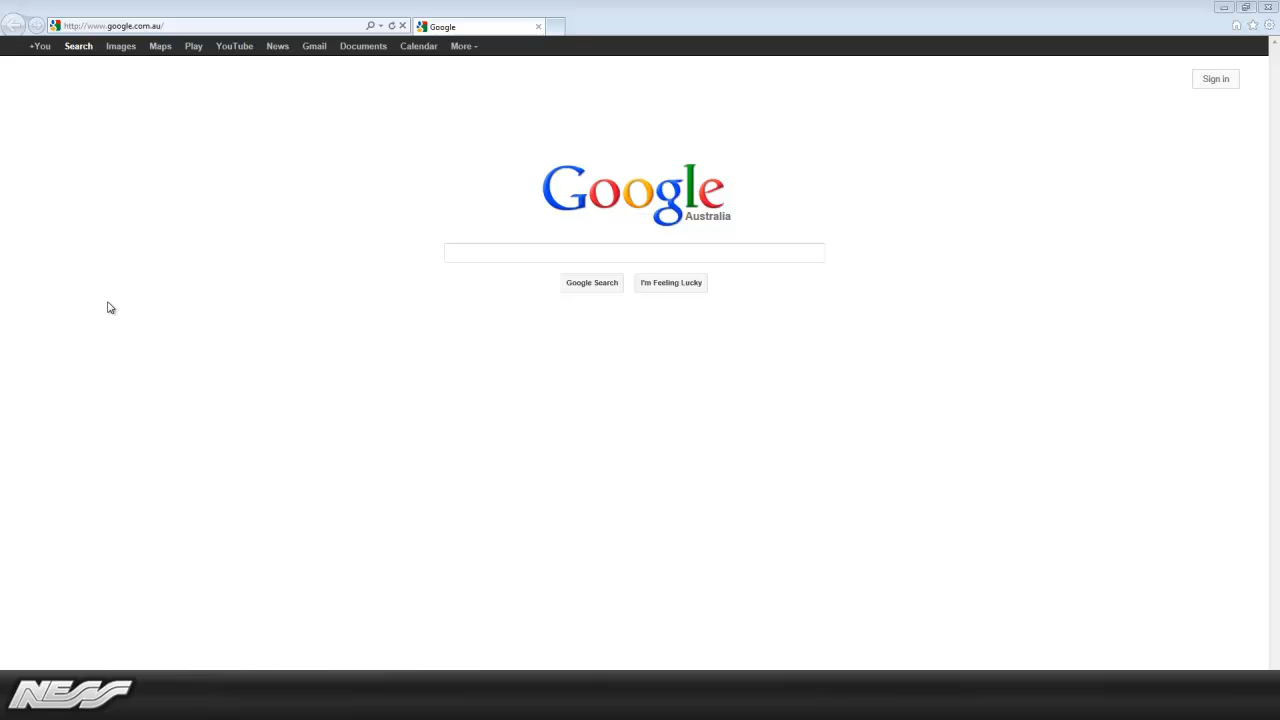 http://www.google.com.au/
Google
+You Search Images Maps Play YouTube News Gmail Documents Calendar More
Sign in
Google
Australia
Google Search I'm Feeling Lucky
NESS